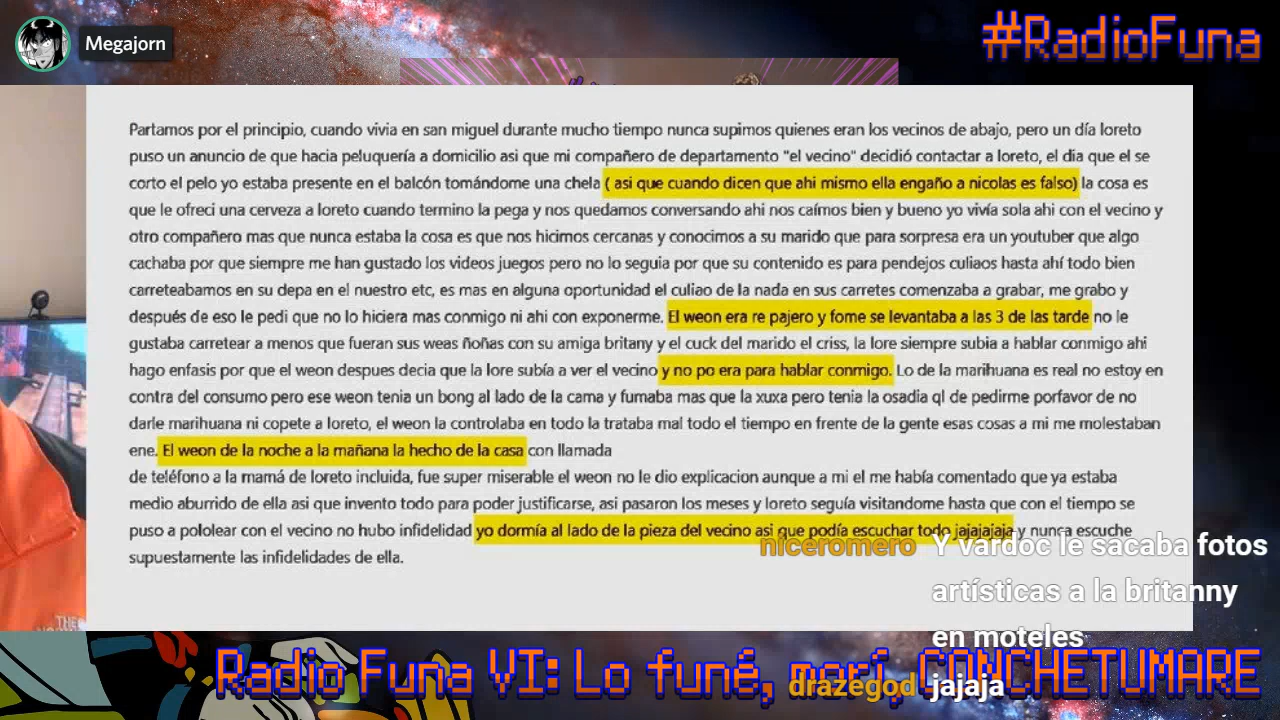 Megajorn
#RadioFuna
Partamos por el principio, cuando vivia en san miguel durante mucho tiempo nunca supimos quienes eran los vecinos de abajo, pero un día loreto
puso un anuncio de que hacia peluquería a domicilio asi que mi compañero de departamento "el vecino" decidió contactar a loreto, el dia que el se
corto el pelo yo estaba presente en el balcón tomándome una chela ( asi que cuando dicen que ahi mismo ella engaño a nicolas es falso) la cosa es
que le ofreci una cerveza a loreto cuando termino la pega y nos quedamos conversando ahi nos caímos bien y bueno yo vivía sola ahi con el vecino y
otro compañero mas que nunca estaba la cosa es que nos hicimos cercanas y conocimos a su marido que para sorpresa era un youtuber que algo
cachaba por que siempre me han gustado los videos juegos pero no lo seguia por que su contenido es para pendejos culiaos hasta ahí todo bien
carreteabamos en su depa en el nuestro etc, es mas en alguna oportunidad el culiao de la nada en sus carretes comenzaba a grabar, me grabo y
después de eso le pedi que no lo hiciera mas conmigo ni ahi con exponerme. El weon era re pajero y fome se levantaba a las 3 de las tarde no le
gustaba carretear a menos que fueran sus weas ñoñas con su amiga britany y el cuck del marido el criss, la lore siempre subia a hablar conmigo ahi
hago enfasis por que el weon despues decia que la lore subía a ver el vecino y no po era para hablar conmigo. Lo de la marihuana es real no estoy en
contra del consumo pero ese weon tenia un bong al lado de la cama y fumaba mas que la xuxa pero tenia la osadia ql de pedirme porfavor de no
darle marihuana ni copete a loreto, el weon la controlaba en todo la trataba mal todo el tiempo en frente de la gente esas cosas a mi me molestaban
ene. El weon de la noche a la mañana la hecho de la casa con llamada
de teléfono a la mamá de loreto incluida, fue super miserable el weon no le dio explicacion aunque a mi el me había comentado que ya estaba
medio aburrido de ella asi que invento todo para poder justificarse, asi pasaron los meses y loreto seguía visitandome hasta que con el tiempo se
puso a pololear con el vecino no hubo infidelidad yo dormía al lado de la pieza del vecino asi que podía escuchar todo jajajajaja y nunca escuche
supuestamente las infidelidades de ella.
niceromero Y vardoc le sacaba fotos
artísticas a la britanny
en moteles
drazegod jajaja
THE
Radio Funa VI: Lo funé, morí, CONCHETUMARE